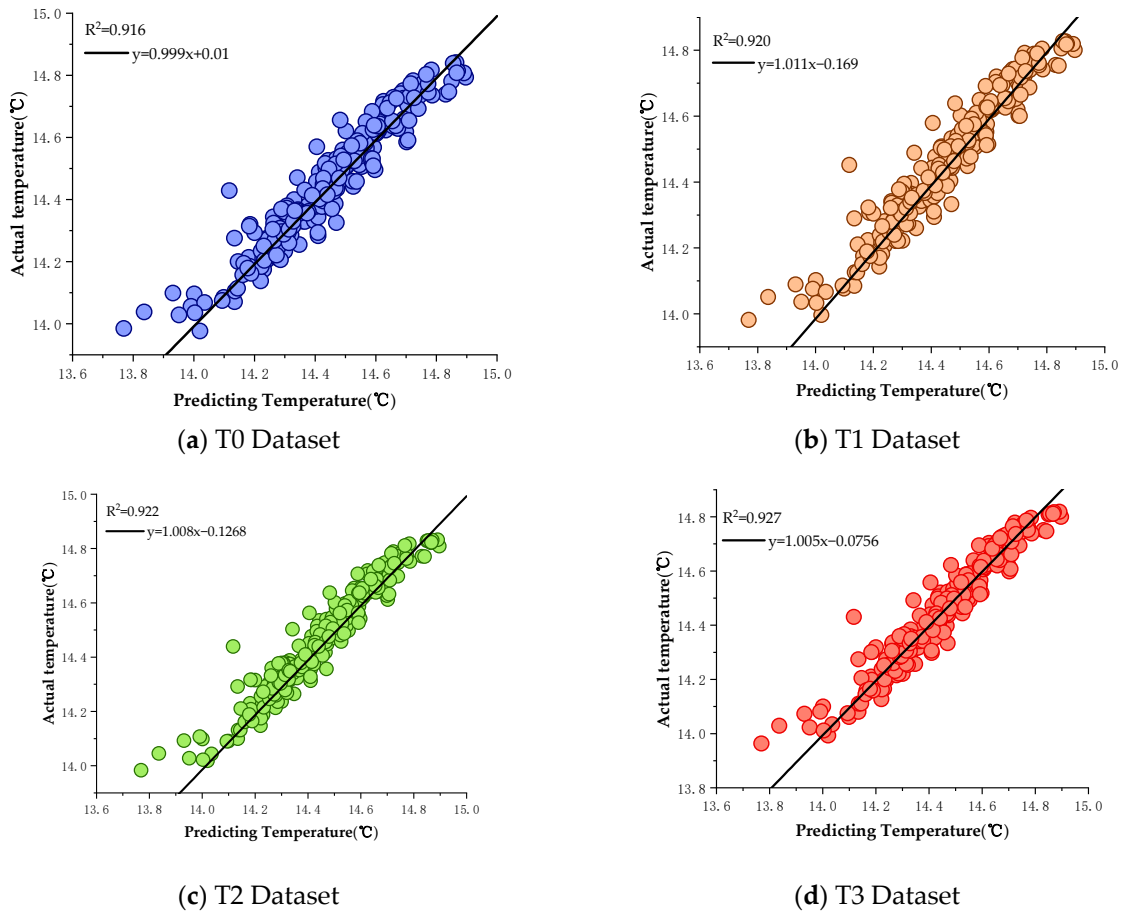 15.0
14.8
14.6
14.4
14.2
14.0
R²=0.916
y=0.999x+0.01
Actual temperature(℃)
13.6 13.8 14.0 14.2 14.4 14.6 14.8 15.0
Predicting Temperature(℃)
(a) T0 Dataset
14.8
14.6
14.4
14.2
14.0
R²=0.920
y=1.011x−0.169
Actual temperature(℃)
13.6 13.8 14.0 14.2 14.4 14.6 14.8 15.0
Predicting Temperature(℃)
(b) T1 Dataset
15.0
14.8
14.6
14.4
14.2
14.0
R²=0.922
y=1.008x−0.1268
Actual temperature(℃)
13.6 13.8 14.0 14.2 14.4 14.6 14.8 15.0
Predicting Temperature(℃)
(c) T2 Dataset
14.8
14.6
14.4
14.2
14.0
13.8
R²=0.927
y=1.005x−0.0756
Actual temperature(℃)
13.6 13.8 14.0 14.2 14.4 14.6 14.8 15.0
Predicting Temperature(℃)
(d) T3 Dataset